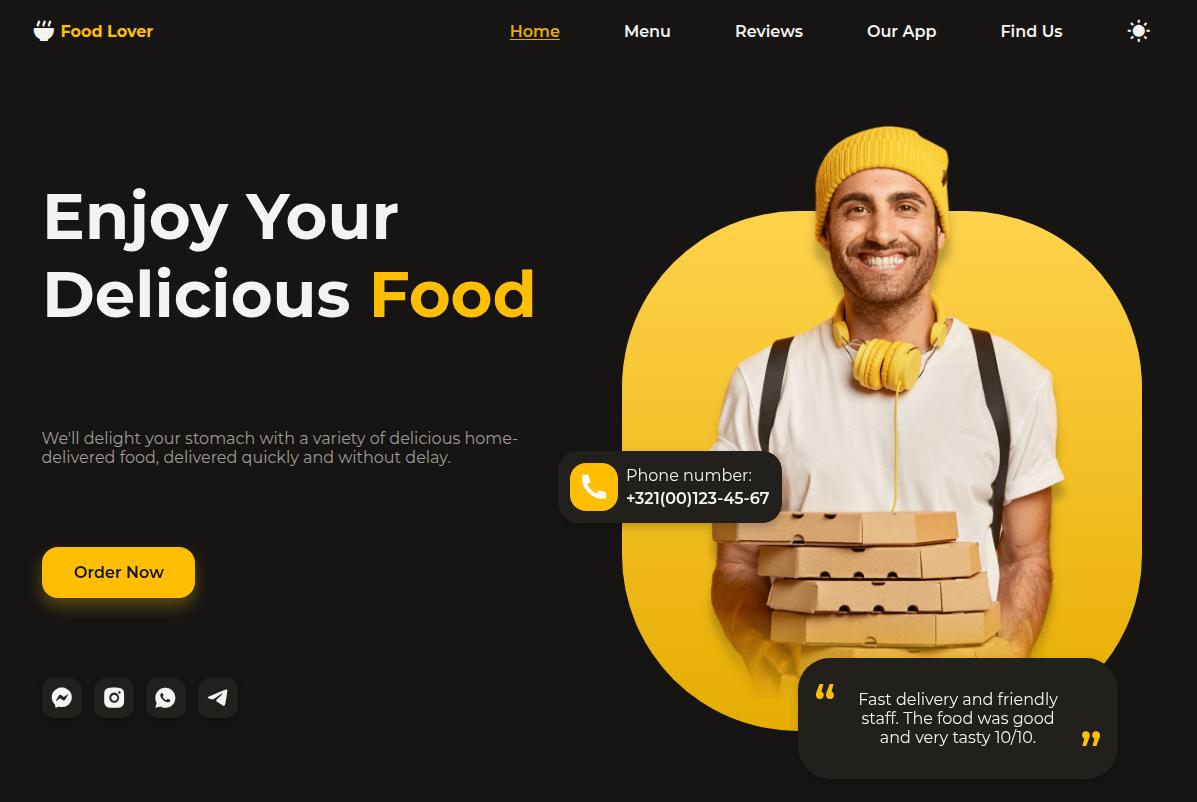 Food Lover
Home
Menu
Reviews
Our App
Find Us
Enjoy Your
Delicious Food
We'll delight your stomach with a variety of delicious home-
delivered food, delivered quickly and without delay.
Phone number:
+321(00)123-45-67
Order Now
“ Fast delivery and friendly
staff. The food was good
and very tasty 10/10. ”